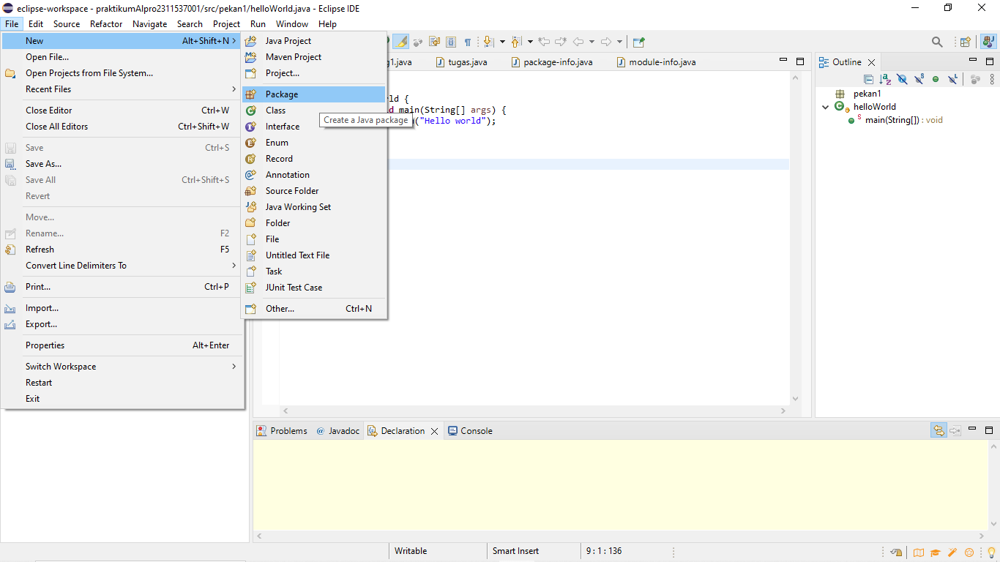 eclipse-workspace - praktikumAlpro2311537001/src/pekan1/helloWorld.java - Eclipse IDE
File Edit Source Refactor Navigate Search Project Run Window Help
New Alt+Shift+N
Open File...
Open Projects from File System...
Recent Files
Close Editor Ctrl+W
Close All Editors Ctrl+Shift+W
Save Ctrl+S
Save As...
Save All Ctrl+Shift+S
Revert
Move...
Rename... F2
Refresh F5
Convert Line Delimiters To
Print... Ctrl+P
Import...
Export...
Properties Alt+Enter
Switch Workspace
Restart
Exit
Java Project
Maven Project
Project...
Package
Class
Create a Java package
Interface
Enum
Record
Annotation
Source Folder
Java Working Set
Folder
File
Untitled Text File
Task
JUnit Test Case
Other... Ctrl+N
g1.java tugas.java package-info.java module-info.java
ld {
d main(String[] args) {
("Hello world");
Outline
pekan1
helloWorld
main(String[]) : void
Problems @ Javadoc Declaration Console
Writable Smart Insert 9 : 1 : 136